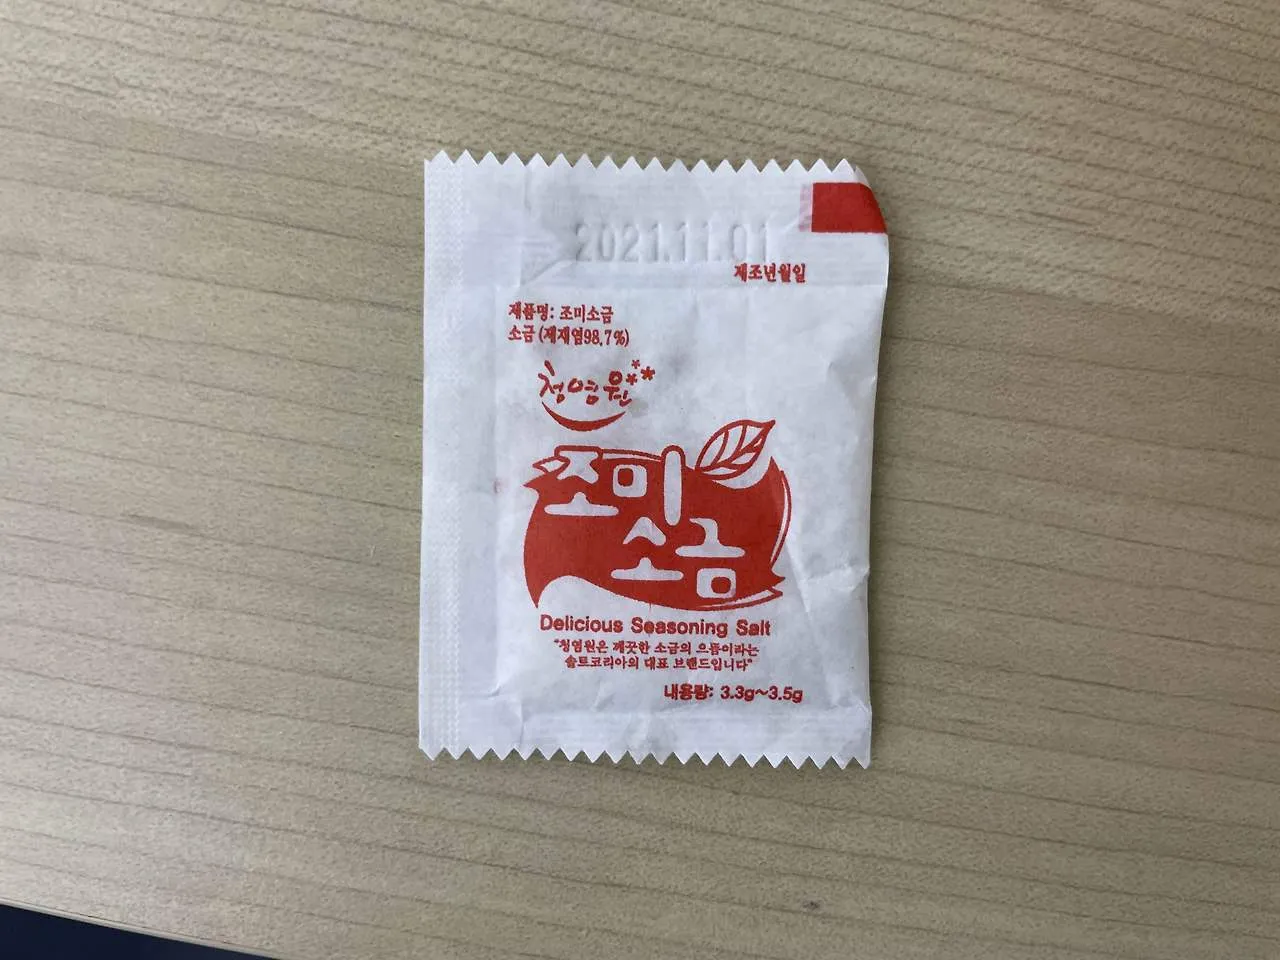 2021.11.01
제조년월일
제품명: 조미소금
소금 (제재염98.7%)
청염원
조미
소금
Delicious Seasoning Salt
"청염원은 깨끗한 소금의 으뜸이라는
솔트코리아의 대표 브랜드입니다"
내용량: 3.3g~3.5g